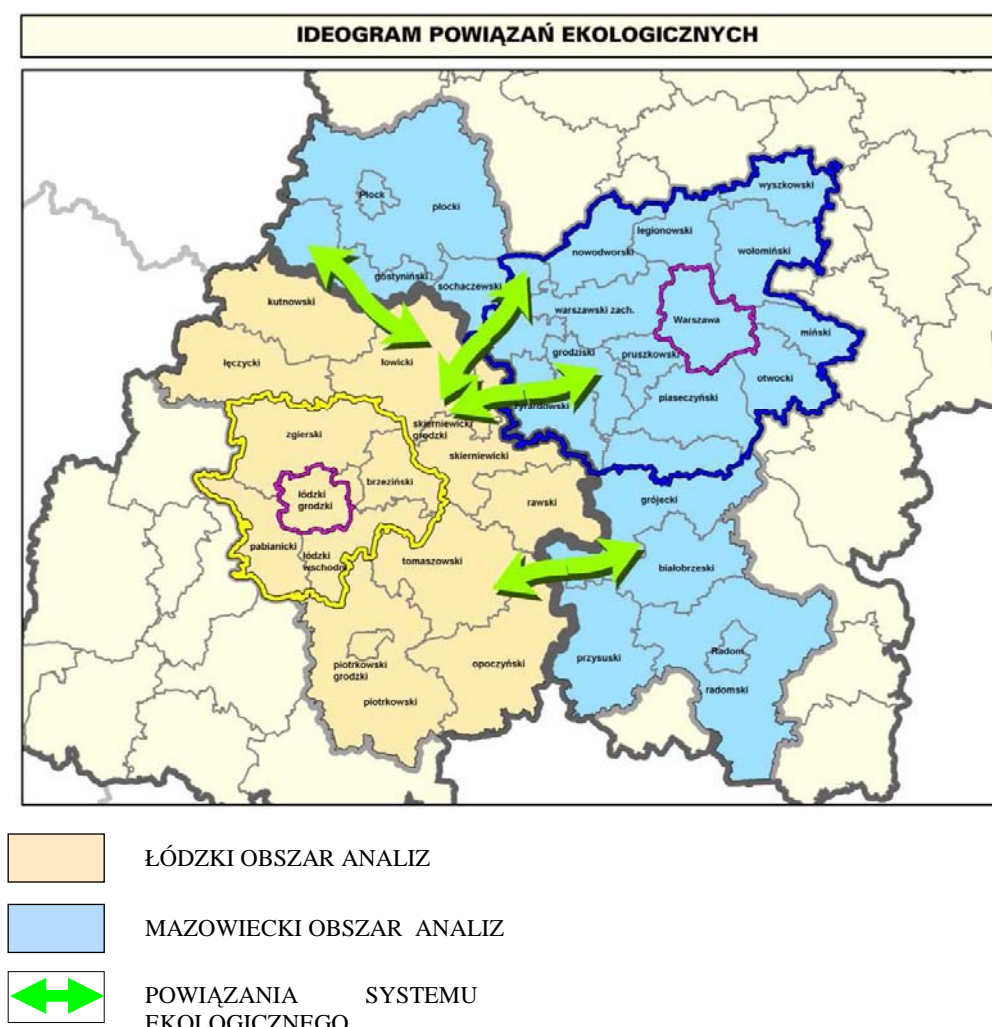 IDEOGRAM POWIĄZAŃ EKOLOGICZNYCH
wyszkowski
Płock
płocki
legionowski
nowodworski
wołomiński
gostyniński
sochaczewski
kutnowski
warszawski zach.
Warszawa
miński
łęczycki
łowicki
grodziski
pruszkowski
otwocki
żyrardowski
piaseczyński
skierniewicki
grodzki
zgierski
skierniewicki
brzeziński
łódzki
grodzki
rawski
grójecki
pabianicki
łódzki
wschodni
tomaszowski
białobrzeski
Radom
piotrkowski
grodzki
opoczyński
przysuski
radomski
piotrkowski
ŁÓDZKI OBSZAR ANALIZ
MAZOWIECKI OBSZAR ANALIZ
POWIĄZANIA SYSTEMU
EKOLOGICZNEGO